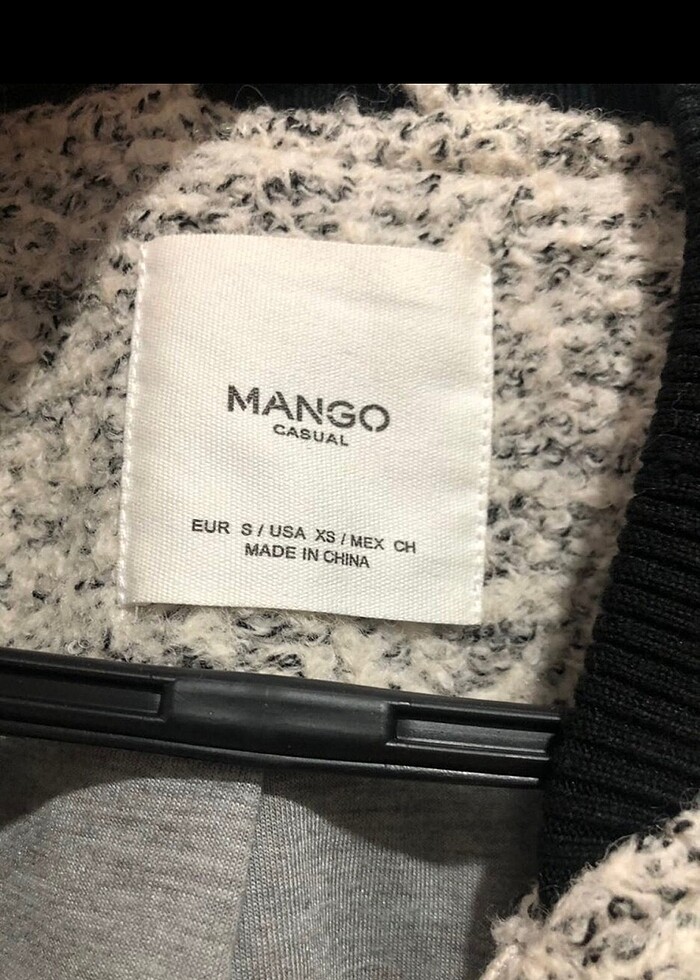 MANGO
CASUAL
EUR S / USA XS / MEX CH
MADE IN CHINA